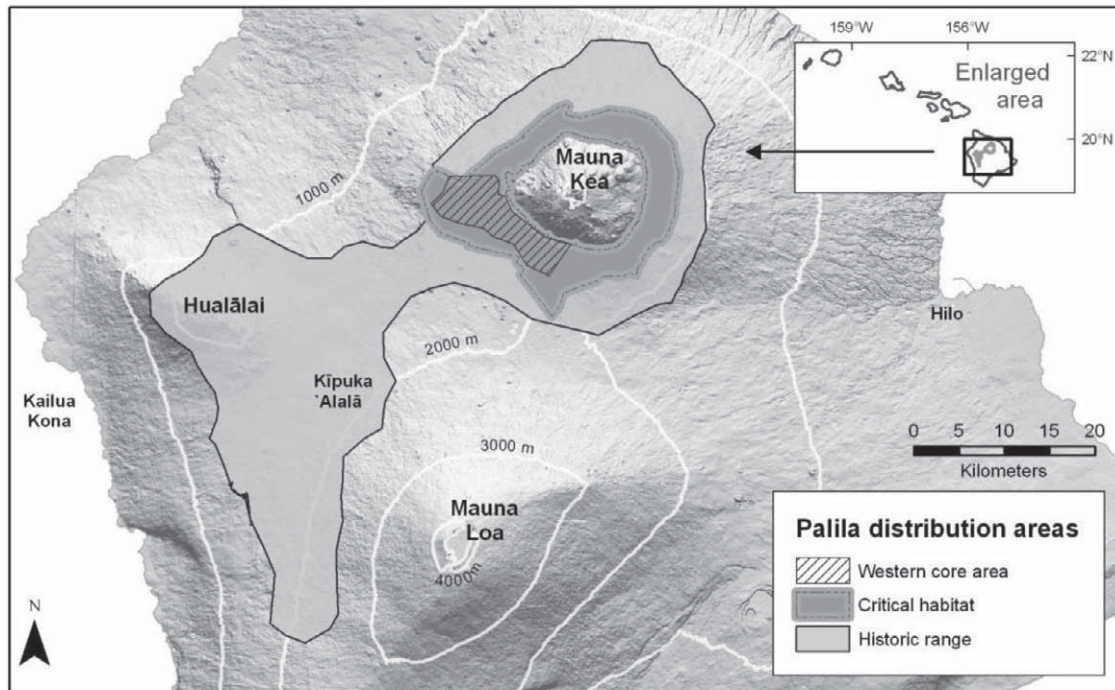 159°W
156°W
22°N
Enlarged
area
20°N
Mauna
Kea
1000 m
Hualālai
Hilo
2000 m
Kīpuka
`Alalā
Kailua
Kona
0 5 10 15 20
Kilometers
3000 m
Mauna
Loa
4000m
Palila distribution areas
Western core area
Critical habitat
Historic range
N